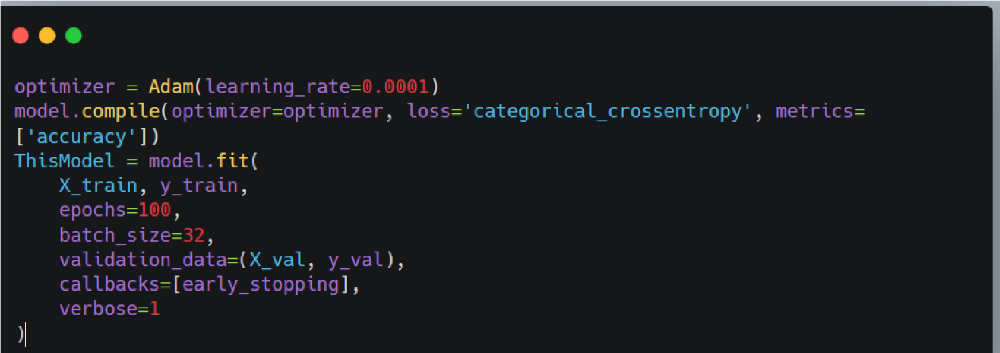 optimizer = Adam(learning_rate=0.0001)
model.compile(optimizer=optimizer, loss='categorical_crossentropy', metrics=
['accuracy'])
ThisModel = model.fit(
    X_train, y_train,
    epochs=100,
    batch_size=32,
    validation_data=(X_val, y_val),
    callbacks=[early_stopping],
    verbose=1
)